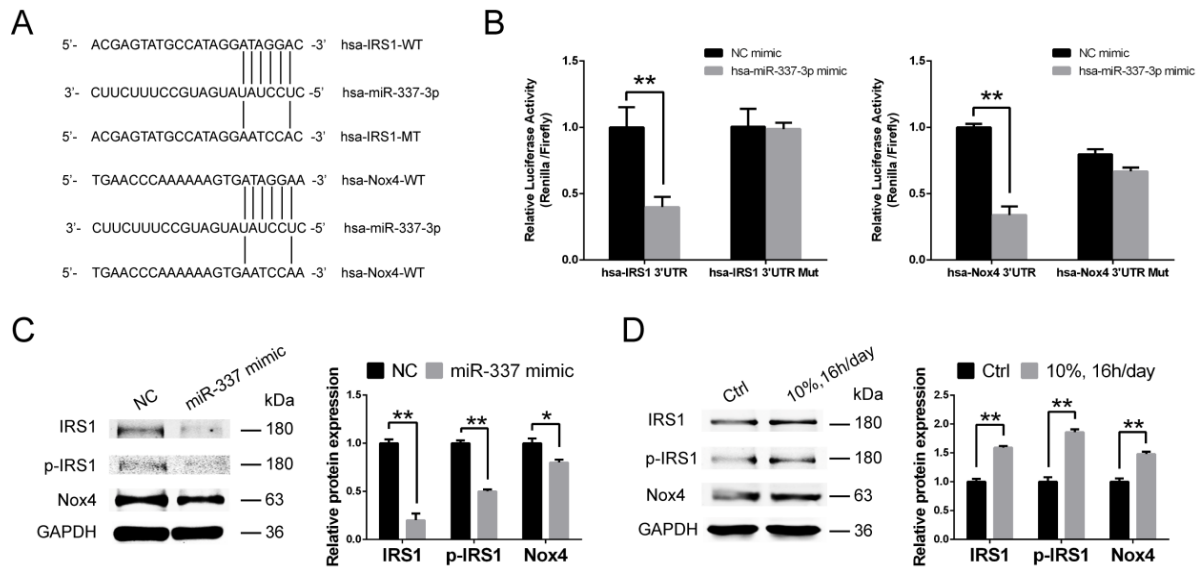 A
5'- ACGAGTATGCCATAGGATAGGAC -3' hsa-IRS1-WT
3'- CUUCUUUCCGUAGUAUAUCCUC -5' hsa-miR-337-3p
5'- ACGAGTATGCCATAGGAATCCAC -3' hsa-IRS1-MT
5'- TGAACCCAAAAAAGTGATAGGAA -3' hsa-Nox4-WT
3'- CUUCUUUCCGUAGUAUAUCCUC -5' hsa-miR-337-3p
5'- TGAACCCAAAAAAGTGAATCCAA -3' hsa-Nox4-WT
B
NC mimic
hsa-miR-337-3p mimic
**
Relative Luciferase Activity
(Renilla /Firefly)
1.5
1.0
0.5
0.0
hsa-IRS1 3'UTR hsa-IRS1 3'UTR Mut
NC mimic
hsa-miR-337-3p mimic
**
Relative Luciferase Activity
(Renilla /Firefly)
1.5
1.0
0.5
0.0
hsa-Nox4 3'UTR hsa-Nox4 3'UTR Mut
C
NC miR-337 mimic kDa
IRS1 180
p-IRS1 180
Nox4 63
GAPDH 36
NC miR-337 mimic
Relative protein expression
1.5
1.0
0.5
0.0
** ** *
IRS1 p-IRS1 Nox4
D
Ctrl 10%,16h/day kDa
IRS1 180
p-IRS1 180
Nox4 63
GAPDH 36
Ctrl 10%, 16h/day
Relative protein expression
2.5
2.0
1.5
1.0
0.5
0.0
** ** **
IRS1 p-IRS1 Nox4